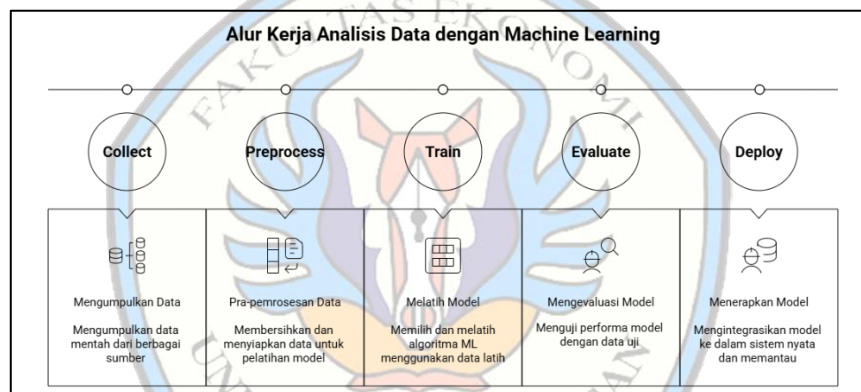 Alur Kerja Analisis Data dengan Machine Learning
FAKULTAS EKONOMI
Collect
Preprocess
Train
Evaluate
Deploy
Mengumpulkan Data
Mengumpulkan data
mentah dari berbagai
sumber
Pra-pemrosesan Data
Membersihkan dan
menyiapkan data untuk
pelatihan model
Melatih Model
Memilih dan melatih
algoritma ML
menggunakan data latih
Mengevaluasi Model
Menguji performa model
dengan data uji
Menerapkan Model
Mengintegrasikan model
ke dalam sistem nyata
dan memantau